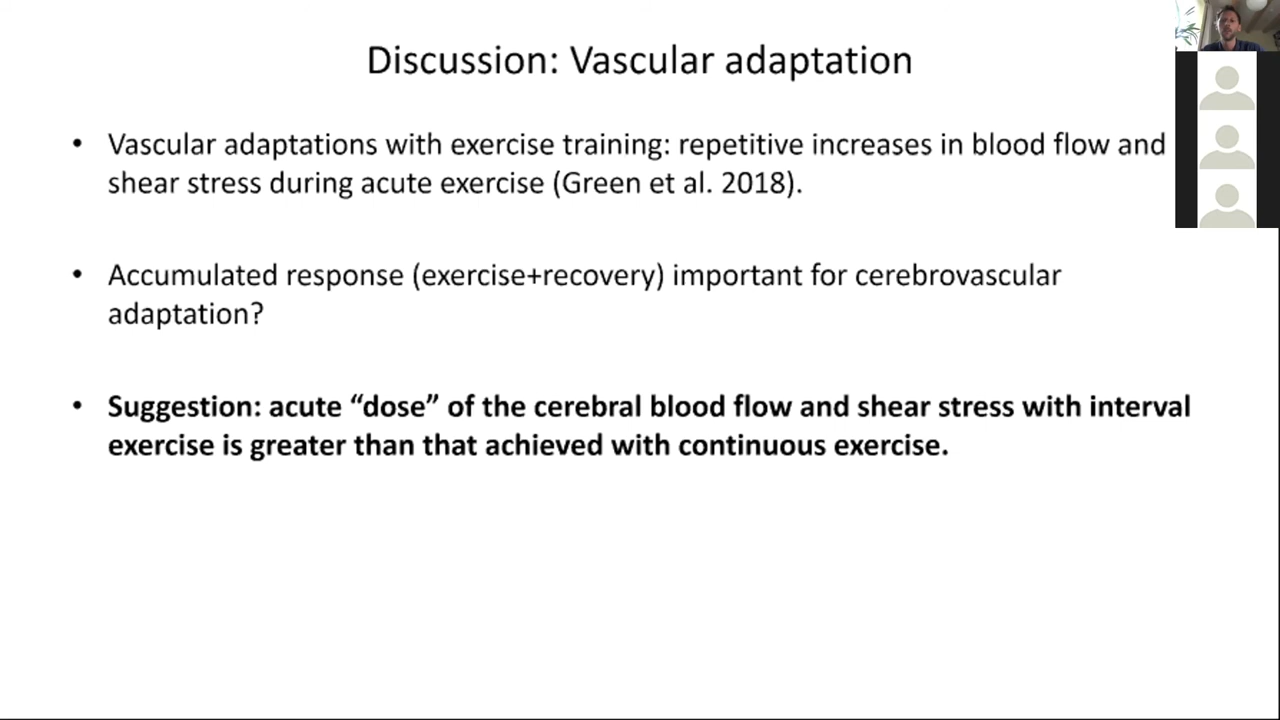 Discussion: Vascular adaptation
• Vascular adaptations with exercise training: repetitive increases in blood flow and
shear stress during acute exercise (Green et al. 2018).
• Accumulated response (exercise+recovery) important for cerebrovascular
adaptation?
• Suggestion: acute “dose” of the cerebral blood flow and shear stress with interval
exercise is greater than that achieved with continuous exercise.